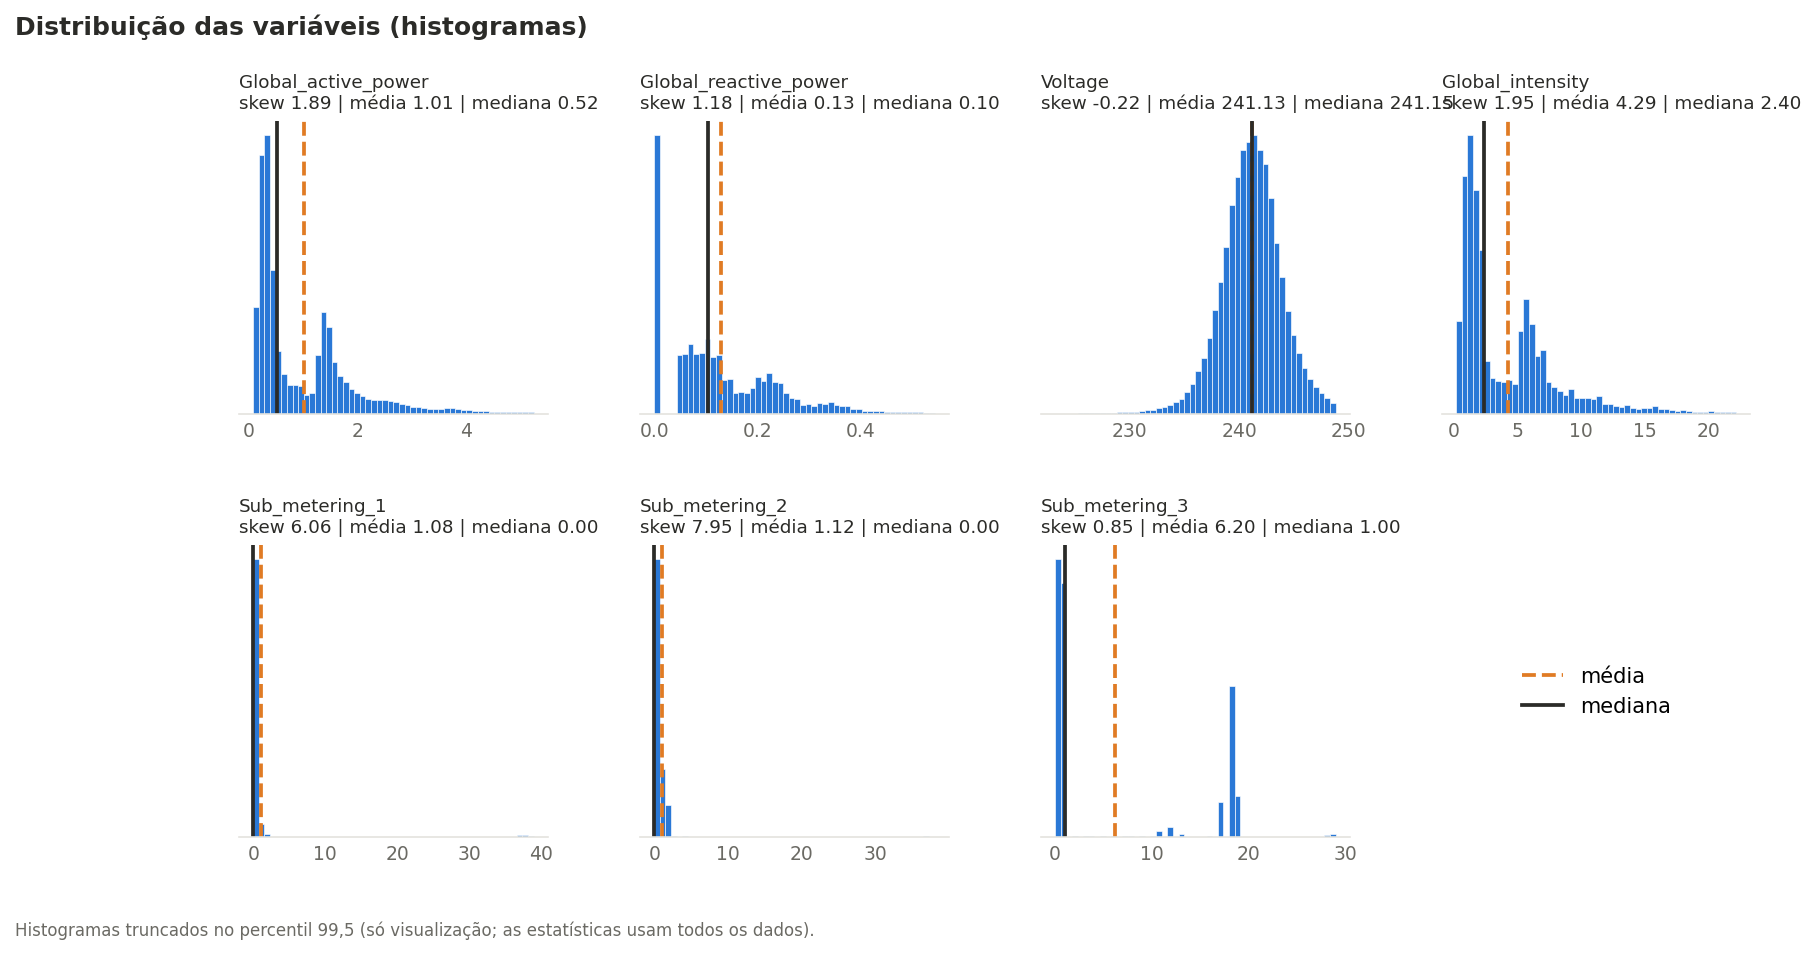 Distribuição das variáveis (histogramas)
Global_active_power
skew 1.89 | média 1.01 | mediana 0.52
Global_reactive_power
skew 1.18 | média 0.13 | mediana 0.10
Voltage
skew -0.22 | média 241.13 | mediana 241.15
Global_intensity
skew 1.95 | média 4.29 | mediana 2.40
0 2 4
0.0 0.2 0.4
230 240 250
0 5 10 15 20
Sub_metering_1
skew 6.06 | média 1.08 | mediana 0.00
Sub_metering_2
skew 7.95 | média 1.12 | mediana 0.00
Sub_metering_3
skew 0.85 | média 6.20 | mediana 1.00
média
mediana
0 10 20 30 40
0 10 20 30
0 10 20 30
Histogramas truncados no percentil 99,5 (só visualização; as estatísticas usam todos os dados).